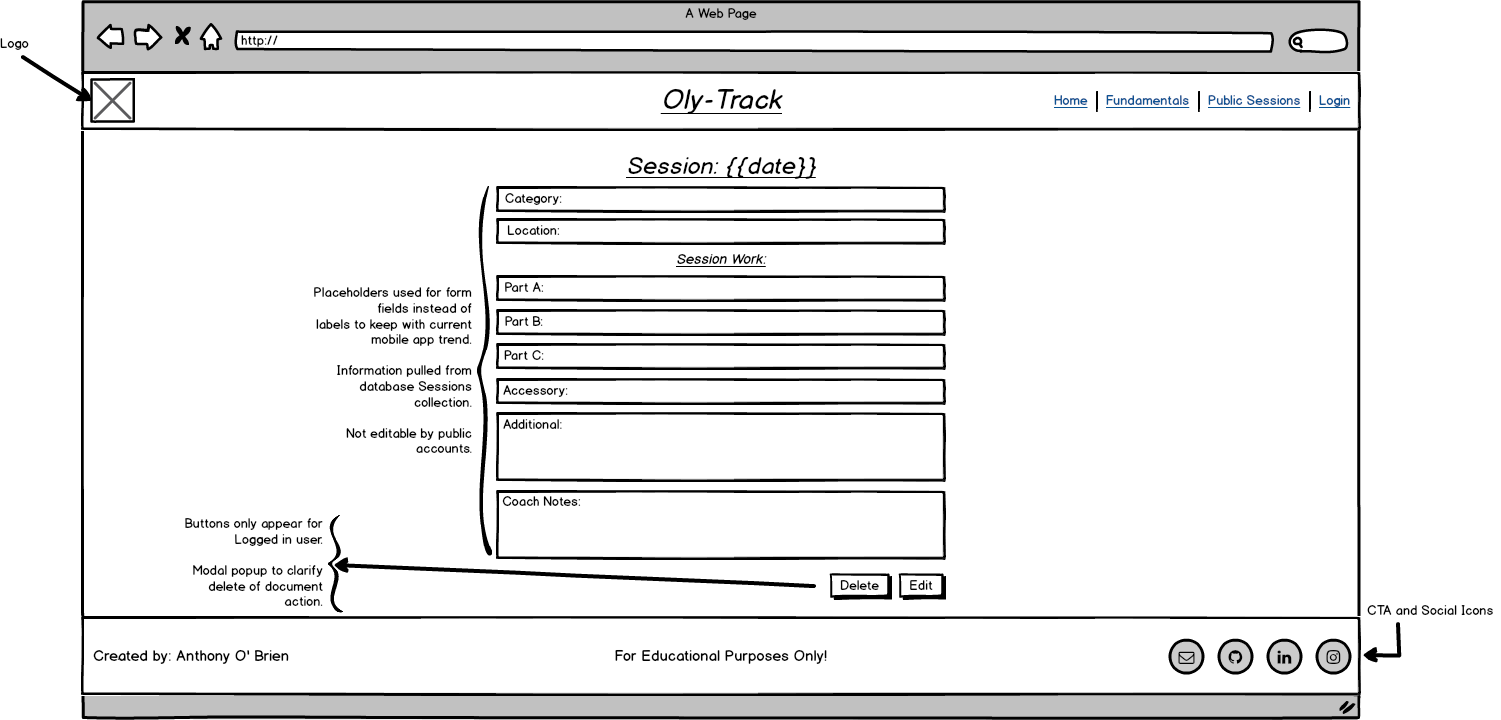 A Web Page
http://
Logo
Oly-Track
Home
Fundamentals
Public Sessions
Login
Session: {{date}}
Category:
Location:
Session Work:
Part A:
Part B:
Part C:
Accessory:
Additional:
Coach Notes:
Placeholders used for form
fields instead of
labels to keep with current
mobile app trend.
Information pulled from
database Sessions
collection.
Not editable by public
accounts.
Buttons only appear for
Logged in user.
Modal popup to clarify
delete of document
action.
Delete
Edit
CTA and Social Icons
Created by: Anthony O' Brien
For Educational Purposes Only!
in